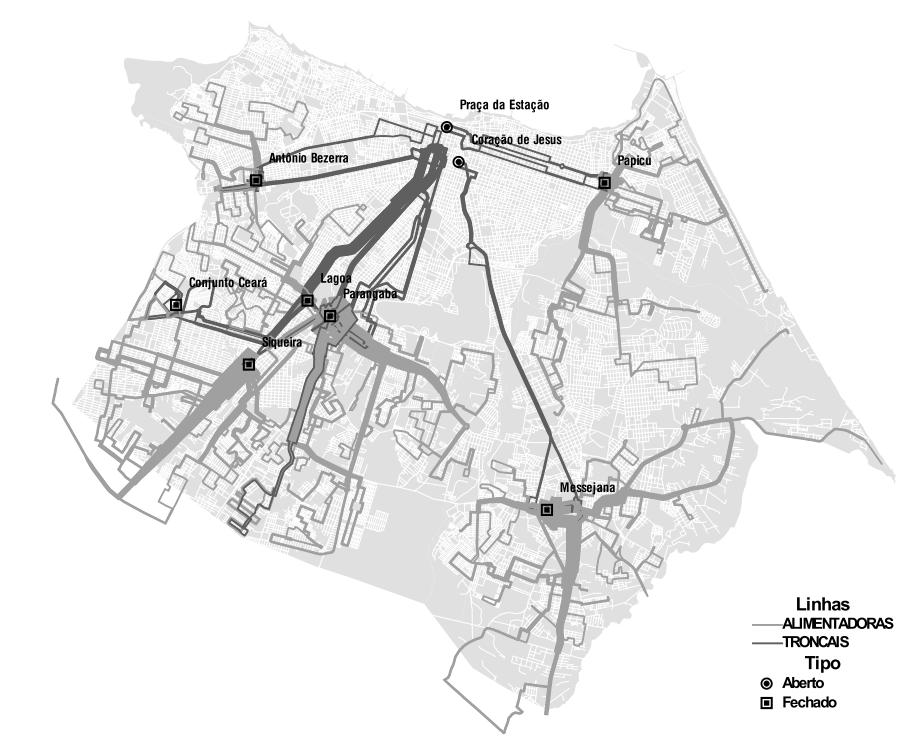 Praça da Estação
Coração de Jesus
Antônio Bezerra
Papicu
Lagoa
Conjunto Ceará
Parangaba
Siqueira
Messejana
Linhas
ALIMENTADORAS
TRONCAIS
Tipo
Aberto
Fechado